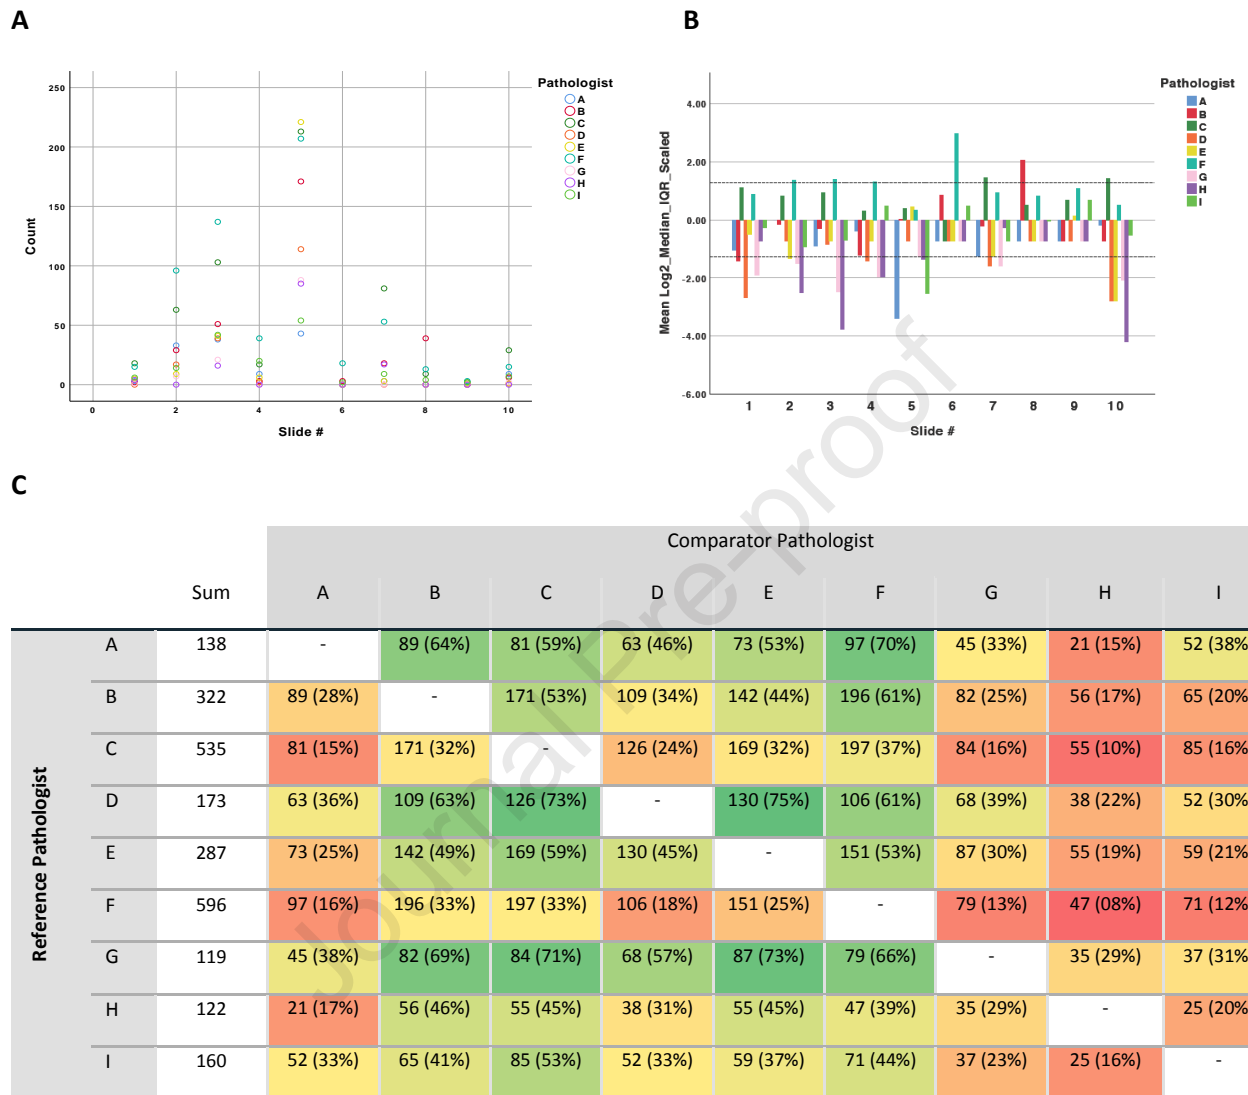 A
B
Count
250
200
150
100
50
0
0
2
4
6
8
10
Slide #
Pathologist
A
B
C
D
E
F
G
H
I
Mean Log2_Median_IQR_Scaled
4.00
2.00
0.00
-2.00
-4.00
-6.00
1 2 3 4 5 6 7 8 9 10
Slide #
Pathologist
A
B
C
D
E
F
G
H
I
C
Comparator Pathologist
Sum A B C D E F G H I
Reference Pathologist
A 138 - 89 (64%) 81 (59%) 63 (46%) 73 (53%) 97 (70%) 45 (33%) 21 (15%) 52 (38%
B 322 89 (28%) - 171 (53%) 109 (34%) 142 (44%) 196 (61%) 82 (25%) 56 (17%) 65 (20%
C 535 81 (15%) 171 (32%) - 126 (24%) 169 (32%) 197 (37%) 84 (16%) 55 (10%) 85 (16%
D 173 63 (36%) 109 (63%) 126 (73%) - 130 (75%) 106 (61%) 68 (39%) 38 (22%) 52 (30%
E 287 73 (25%) 142 (49%) 169 (59%) 130 (45%) - 151 (53%) 87 (30%) 55 (19%) 59 (21%
F 596 97 (16%) 196 (33%) 197 (33%) 106 (18%) 151 (25%) - 79 (13%) 47 (08%) 71 (12%
G 119 45 (38%) 82 (69%) 84 (71%) 68 (57%) 87 (73%) 79 (66%) - 35 (29%) 37 (31%
H 122 21 (17%) 56 (46%) 55 (45%) 38 (31%) 55 (45%) 47 (39%) 35 (29%) - 25 (20%
I 160 52 (33%) 65 (41%) 85 (53%) 52 (33%) 59 (37%) 71 (44%) 37 (23%) 25 (16%) -
Journal Pre-proof